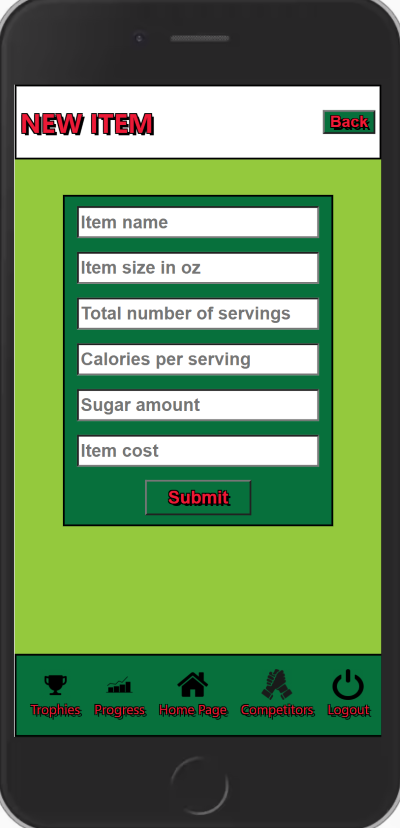 NEW ITEM
Back
Item name
Item size in oz
Total number of servings
Calories per serving
Sugar amount
Item cost
Submit
Trophies Progress Home Page Competitors Logout